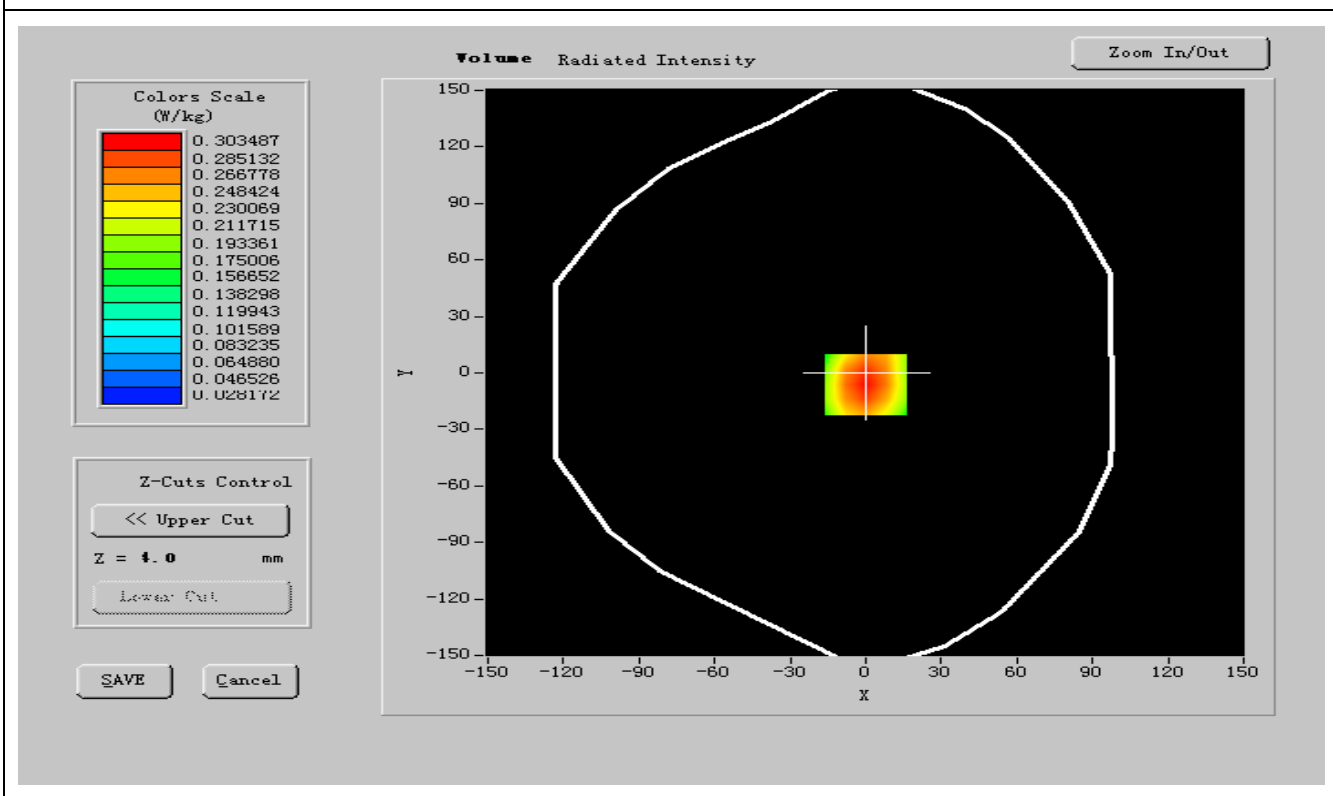 Volume Radiated Intensity
Zoom In/Out
Colors Scale
(W/kg)
0.303487
0.285132
0.266778
0.248424
0.230069
0.211715
0.193361
0.175006
0.156652
0.138298
0.119943
0.101589
0.083235
0.064880
0.046526
0.028172
Z-Cuts Control
<< Upper Cut
Z = 4.0 mm
Lower Cut
SAVE
Cancel
150
120
90
60
30
0
-30
-60
-90
-120
-150
Y
-150 -120 -90 -60 -30 0 30 60 90 120 150
X